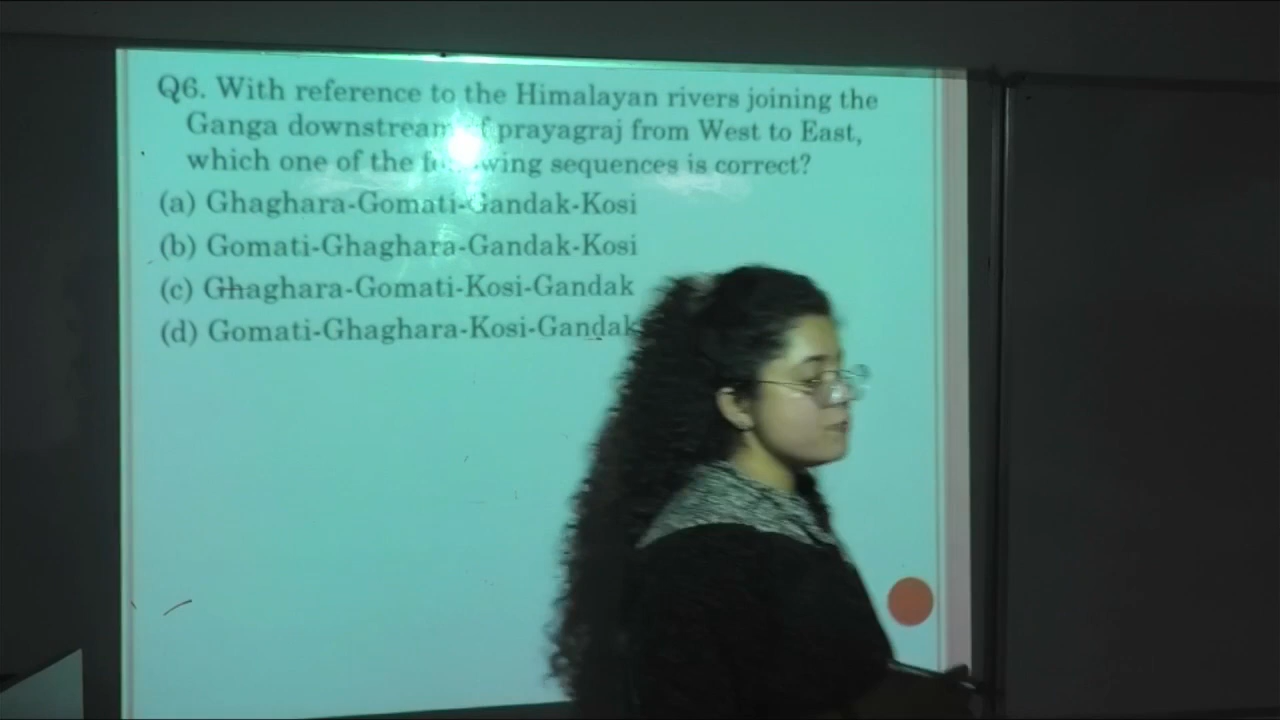 Q6. With reference to the Himalayan rivers joining the
Ganga downstream prayagraj from West to East,
which one of the sequences is correct?
(a) Ghaghara-Gomati-Gandak-Kosi
(b) Gomati-Ghaghara-Gandak-Kosi
(c) Ghaghara-Gomati-Kosi-Gandak
(d) Gomati-Ghaghara-Kosi-Gandak